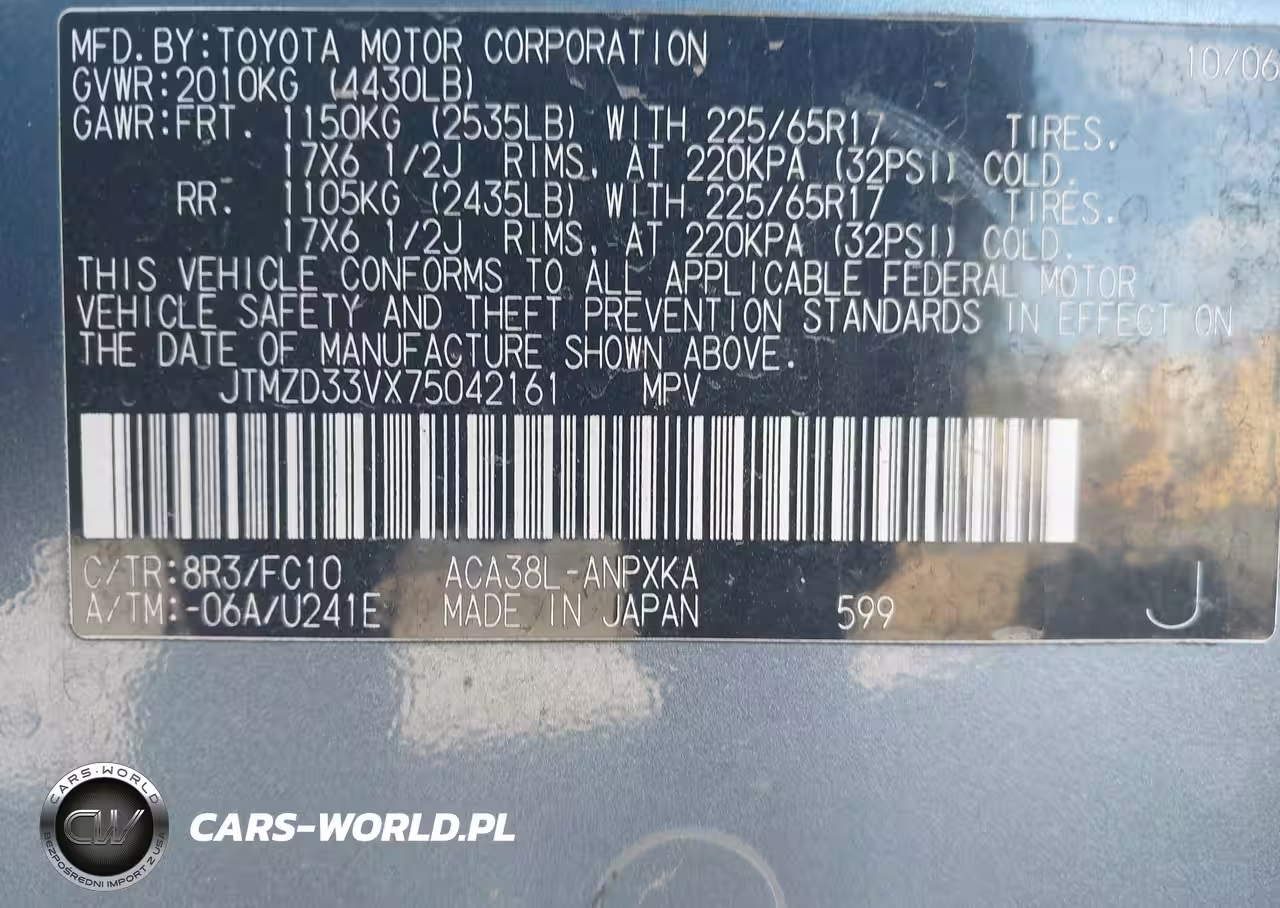 MFD. BY: TOYOTA MOTOR CORPORATION 10/06
GVWR: 2010KG (4430LB)
GAWR: FRT. 1150KG (2535LB) WITH 225/65R17 TIRES.
17X6 1/2J RIMS, AT 220KPA (32PSI) COLD.
RR. 1105KG (2435LB) WITH 225/65R17 TIRES.
17X6 1/2J RIMS, AT 220KPA (32PSI) COLD.
THIS VEHICLE CONFORMS TO ALL APPLICABLE FEDERAL MOTOR
VEHICLE SAFETY AND THEFT PREVENTION STANDARDS IN EFFECT ON
THE DATE OF MANUFACTURE SHOWN ABOVE.
JTMZD33VX75042161 MPV
C/TR: 8R3/FC10 ACA38L-ANPXKA
A/TM: -06A/U241E MADE IN JAPAN 599 J
CARS-WORLD
CW
BEZPOŚREDNI IMPORT Z USA
CARS-WORLD.PL